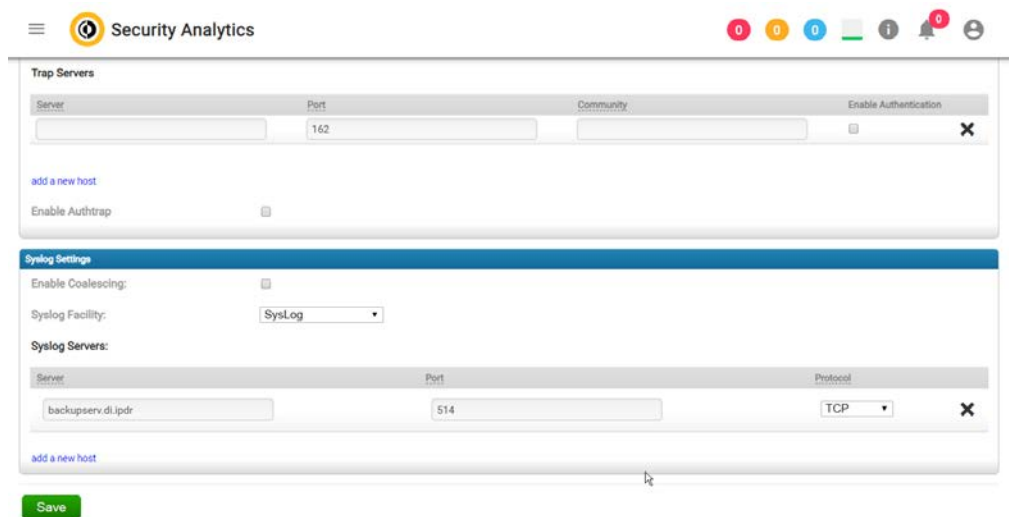 Security Analytics
0 0 0 0
Trap Servers
Server Port Community Enable Authentication
162
add a new host
Enable Authtrap
Syslog Settings
Enable Coalescing:
Syslog Facility: SysLog
Syslog Servers:
Server Port Protocol
backupserv.di.ipdr 514 TCP
add a new host
Save